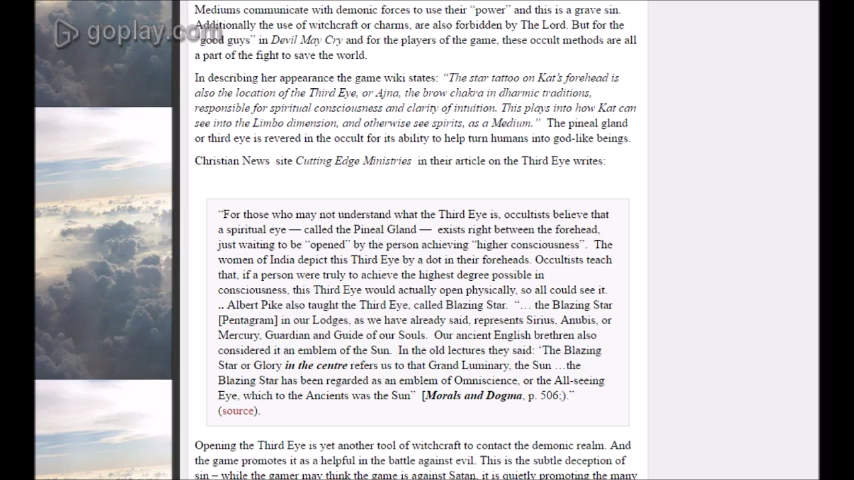 Mediums communicate with demonic forces to use their “power” and this is a grave sin.
Additionally the use of witchcraft or charms, are also forbidden by The Lord. But for the
goplay.com
“good guys” in Devil May Cry and for the players of the game, these occult methods are all
a part of the fight to save the world.
In describing her appearance the game wiki states: “The star tattoo on Kat’s forehead is
also the location of the Third Eye, or Ajna, the brow chakra in dharmic traditions,
responsible for spiritual consciousness and clarity of intuition. This plays into how Kat can
see into the Limbo dimension, and otherwise see spirits, as a Medium.” The pineal gland
or third eye is revered in the occult for its ability to help turn humans into god-like beings.
Christian News site Cutting Edge Ministries in their article on the Third Eye writes:
“For those who may not understand what the Third Eye is, occultists believe that
a spiritual eye — called the Pineal Gland — exists right between the forehead,
just waiting to be “opened” by the person achieving “higher consciousness”. The
women of India depict this Third Eye by a dot in their foreheads. Occultists teach
that, if a person were truly to achieve the highest degree possible in
consciousness, this Third Eye would actually open physically, so all could see it.
.. Albert Pike also taught the Third Eye, called Blazing Star. “… the Blazing Star
[Pentagram] in our Lodges, as we have already said, represents Sirius, Anubis, or
Mercury, Guardian and Guide of our Souls. Our ancient English brethren also
considered it an emblem of the Sun. In the old lectures they said: ‘The Blazing
Star or Glory in the centre refers us to that Grand Luminary, the Sun …the
Blazing Star has been regarded as an emblem of Omniscience, or the All-seeing
Eye, which to the Ancients was the Sun” [Morals and Dogma, p. 506;).”
(source).
Opening the Third Eye is yet another tool of witchcraft to contact the demonic realm. And
the game promotes it as a helpful in the battle against evil. This is the subtle deception of
sin – while the gamer may think the game is against Satan, it is quietly promoting the many